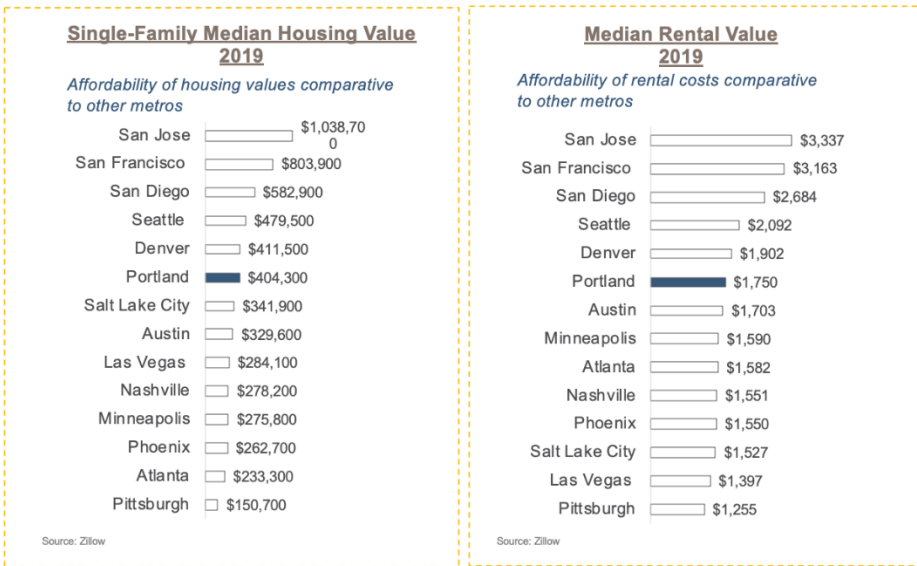 Single-Family Median Housing Value
2019
Affordability of housing values comparative
to other metros
San Jose $1,038,70
0
San Francisco $803,900
San Diego $582,900
Seattle $479,500
Denver $411,500
Portland $404,300
Salt Lake City $341,900
Austin $329,600
Las Vegas $284,100
Nashville $278,200
Minneapolis $275,800
Phoenix $262,700
Atlanta $233,300
Pittsburgh $150,700
Source: Zillow
Median Rental Value
2019
Affordability of rental costs comparative
to other metros
San Jose $3,337
San Francisco $3,163
San Diego $2,684
Seattle $2,092
Denver $1,902
Portland $1,750
Austin $1,703
Minneapolis $1,590
Atlanta $1,582
Nashville $1,551
Phoenix $1,550
Salt Lake City $1,527
Las Vegas $1,397
Pittsburgh $1,255
Source: Zillow